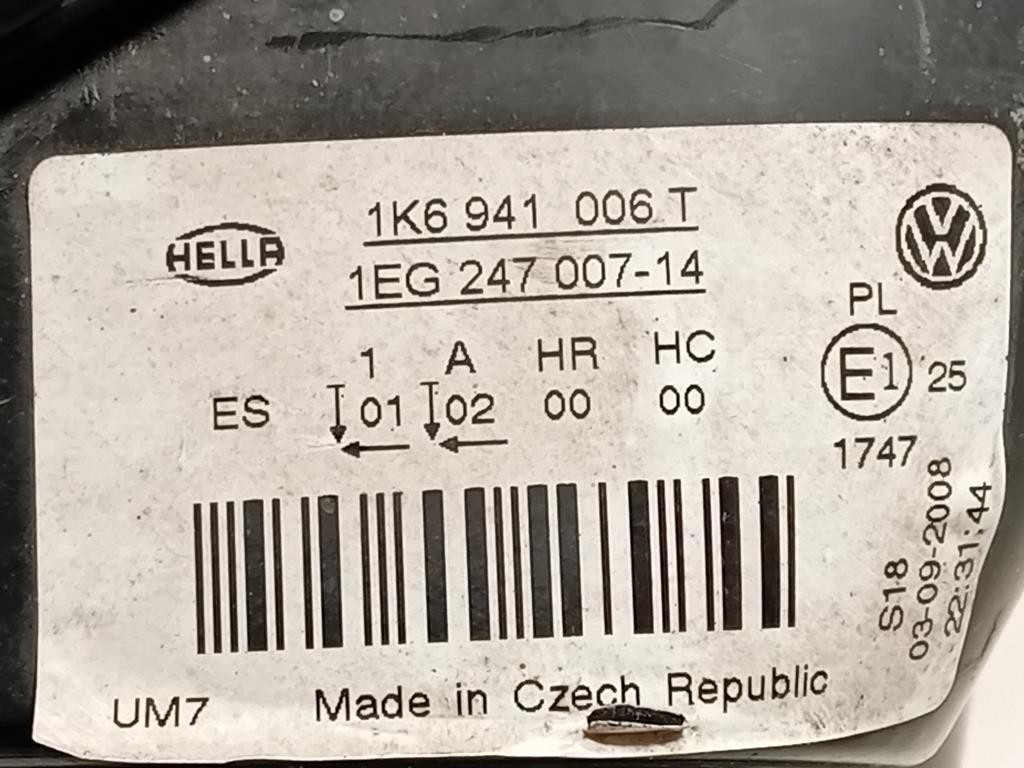 HELLA
1K6 941 006 T
1EG 247 007-14
VW
PL
1 A HR HC
E1 25
ES 01 02 00 00
1747
S18
03-09-2008
22:31:44
UM7
Made in Czech Republic